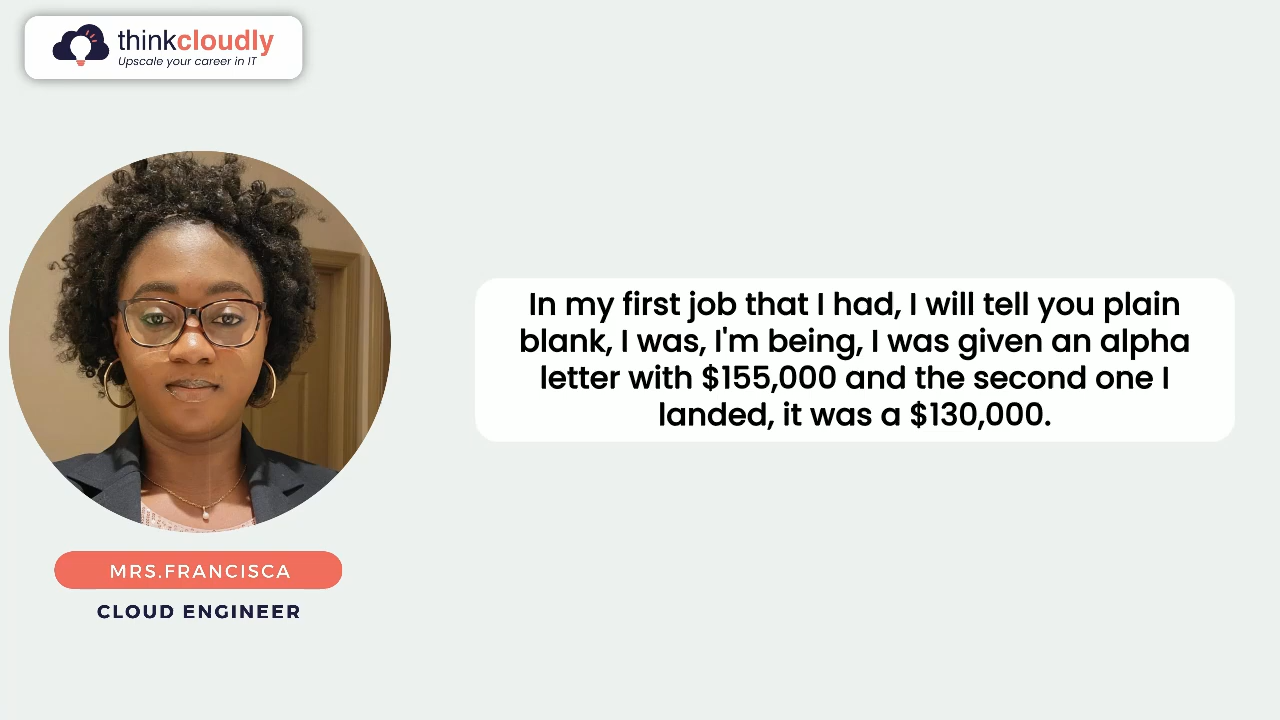 thinkcloudly
Upscale your career in IT
In my first job that I had, I will tell you plain
blank, I was, I'm being, I was given an alpha
letter with $155,000 and the second one I
landed, it was a $130,000.
MRS.FRANCISCA
CLOUD ENGINEER